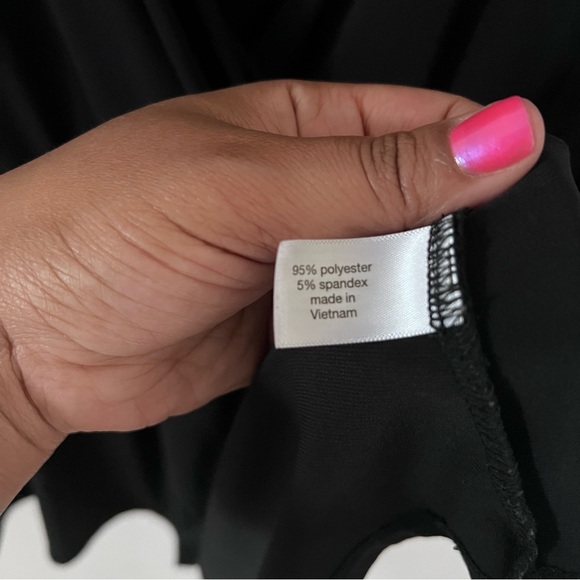 95% polyester
5% spandex
made in
Vietnam